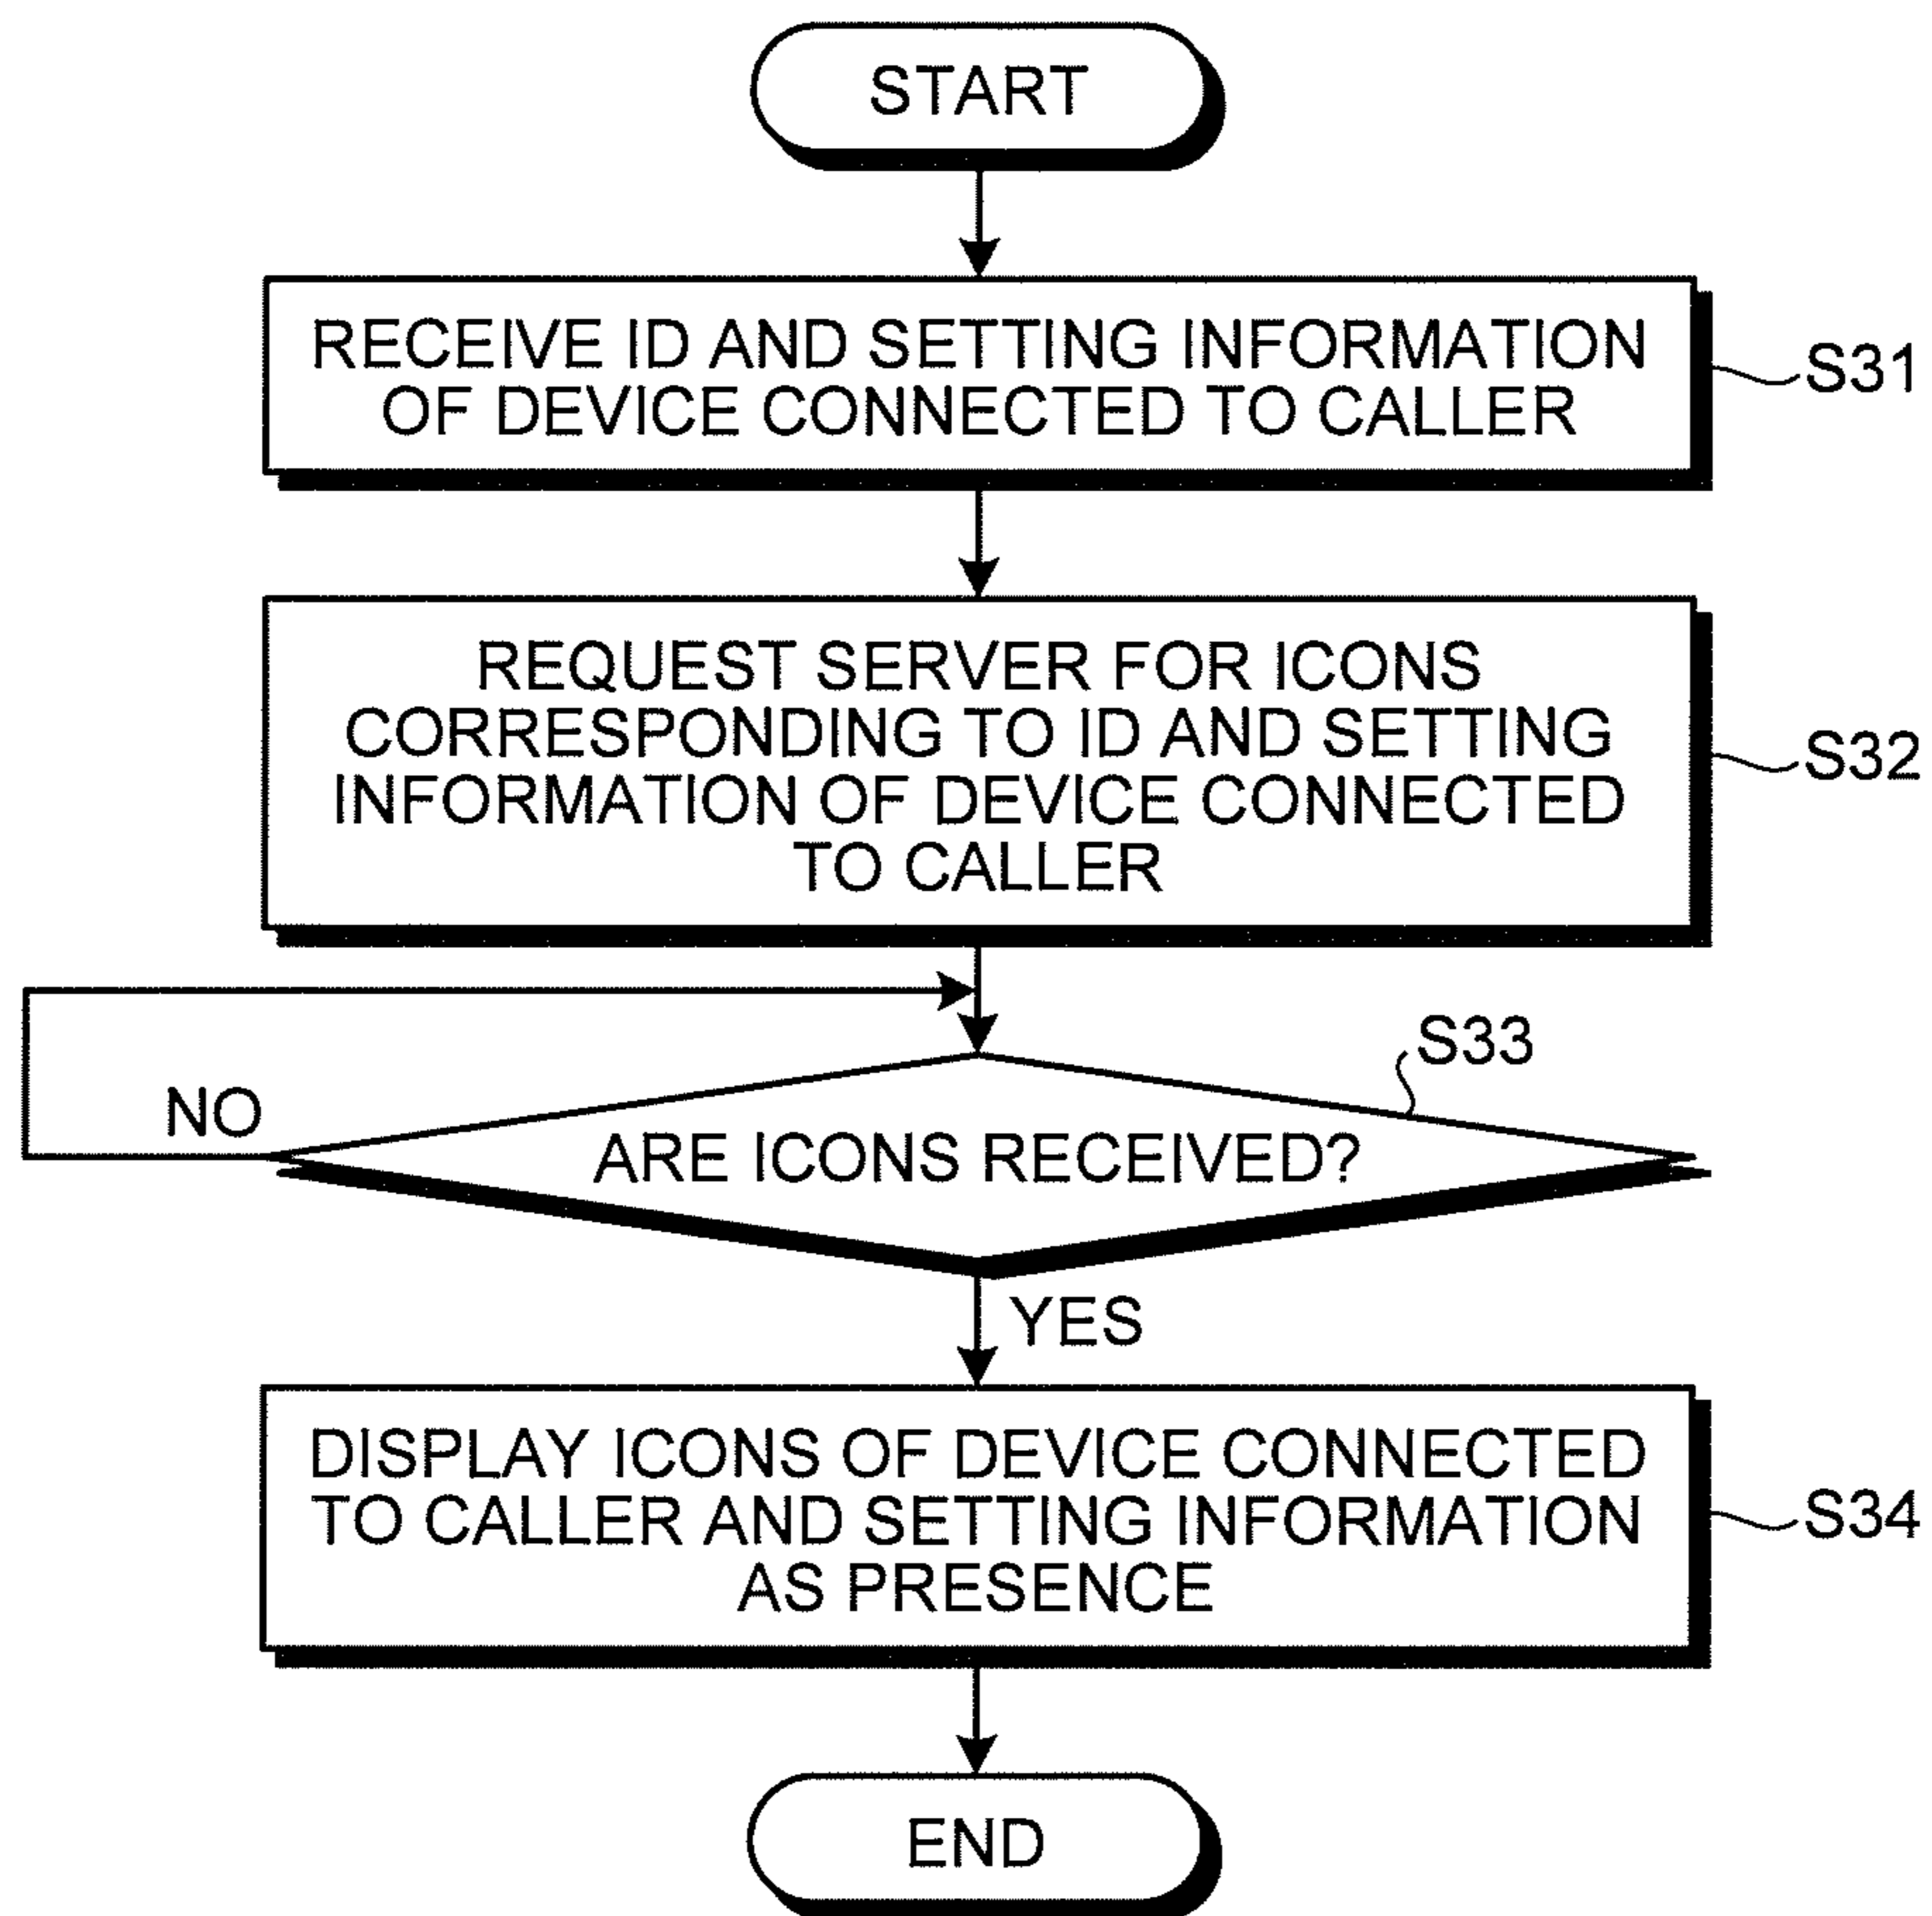 START
RECEIVE ID AND SETTING INFORMATION
OF DEVICE CONNECTED TO CALLER
S31
REQUEST SERVER FOR ICONS
CORRESPONDING TO ID AND SETTING
INFORMATION OF DEVICE CONNECTED
TO CALLER
S32
S33
NO
ARE ICONS RECEIVED?
YES
DISPLAY ICONS OF DEVICE CONNECTED
TO CALLER AND SETTING INFORMATION
AS PRESENCE
S34
END